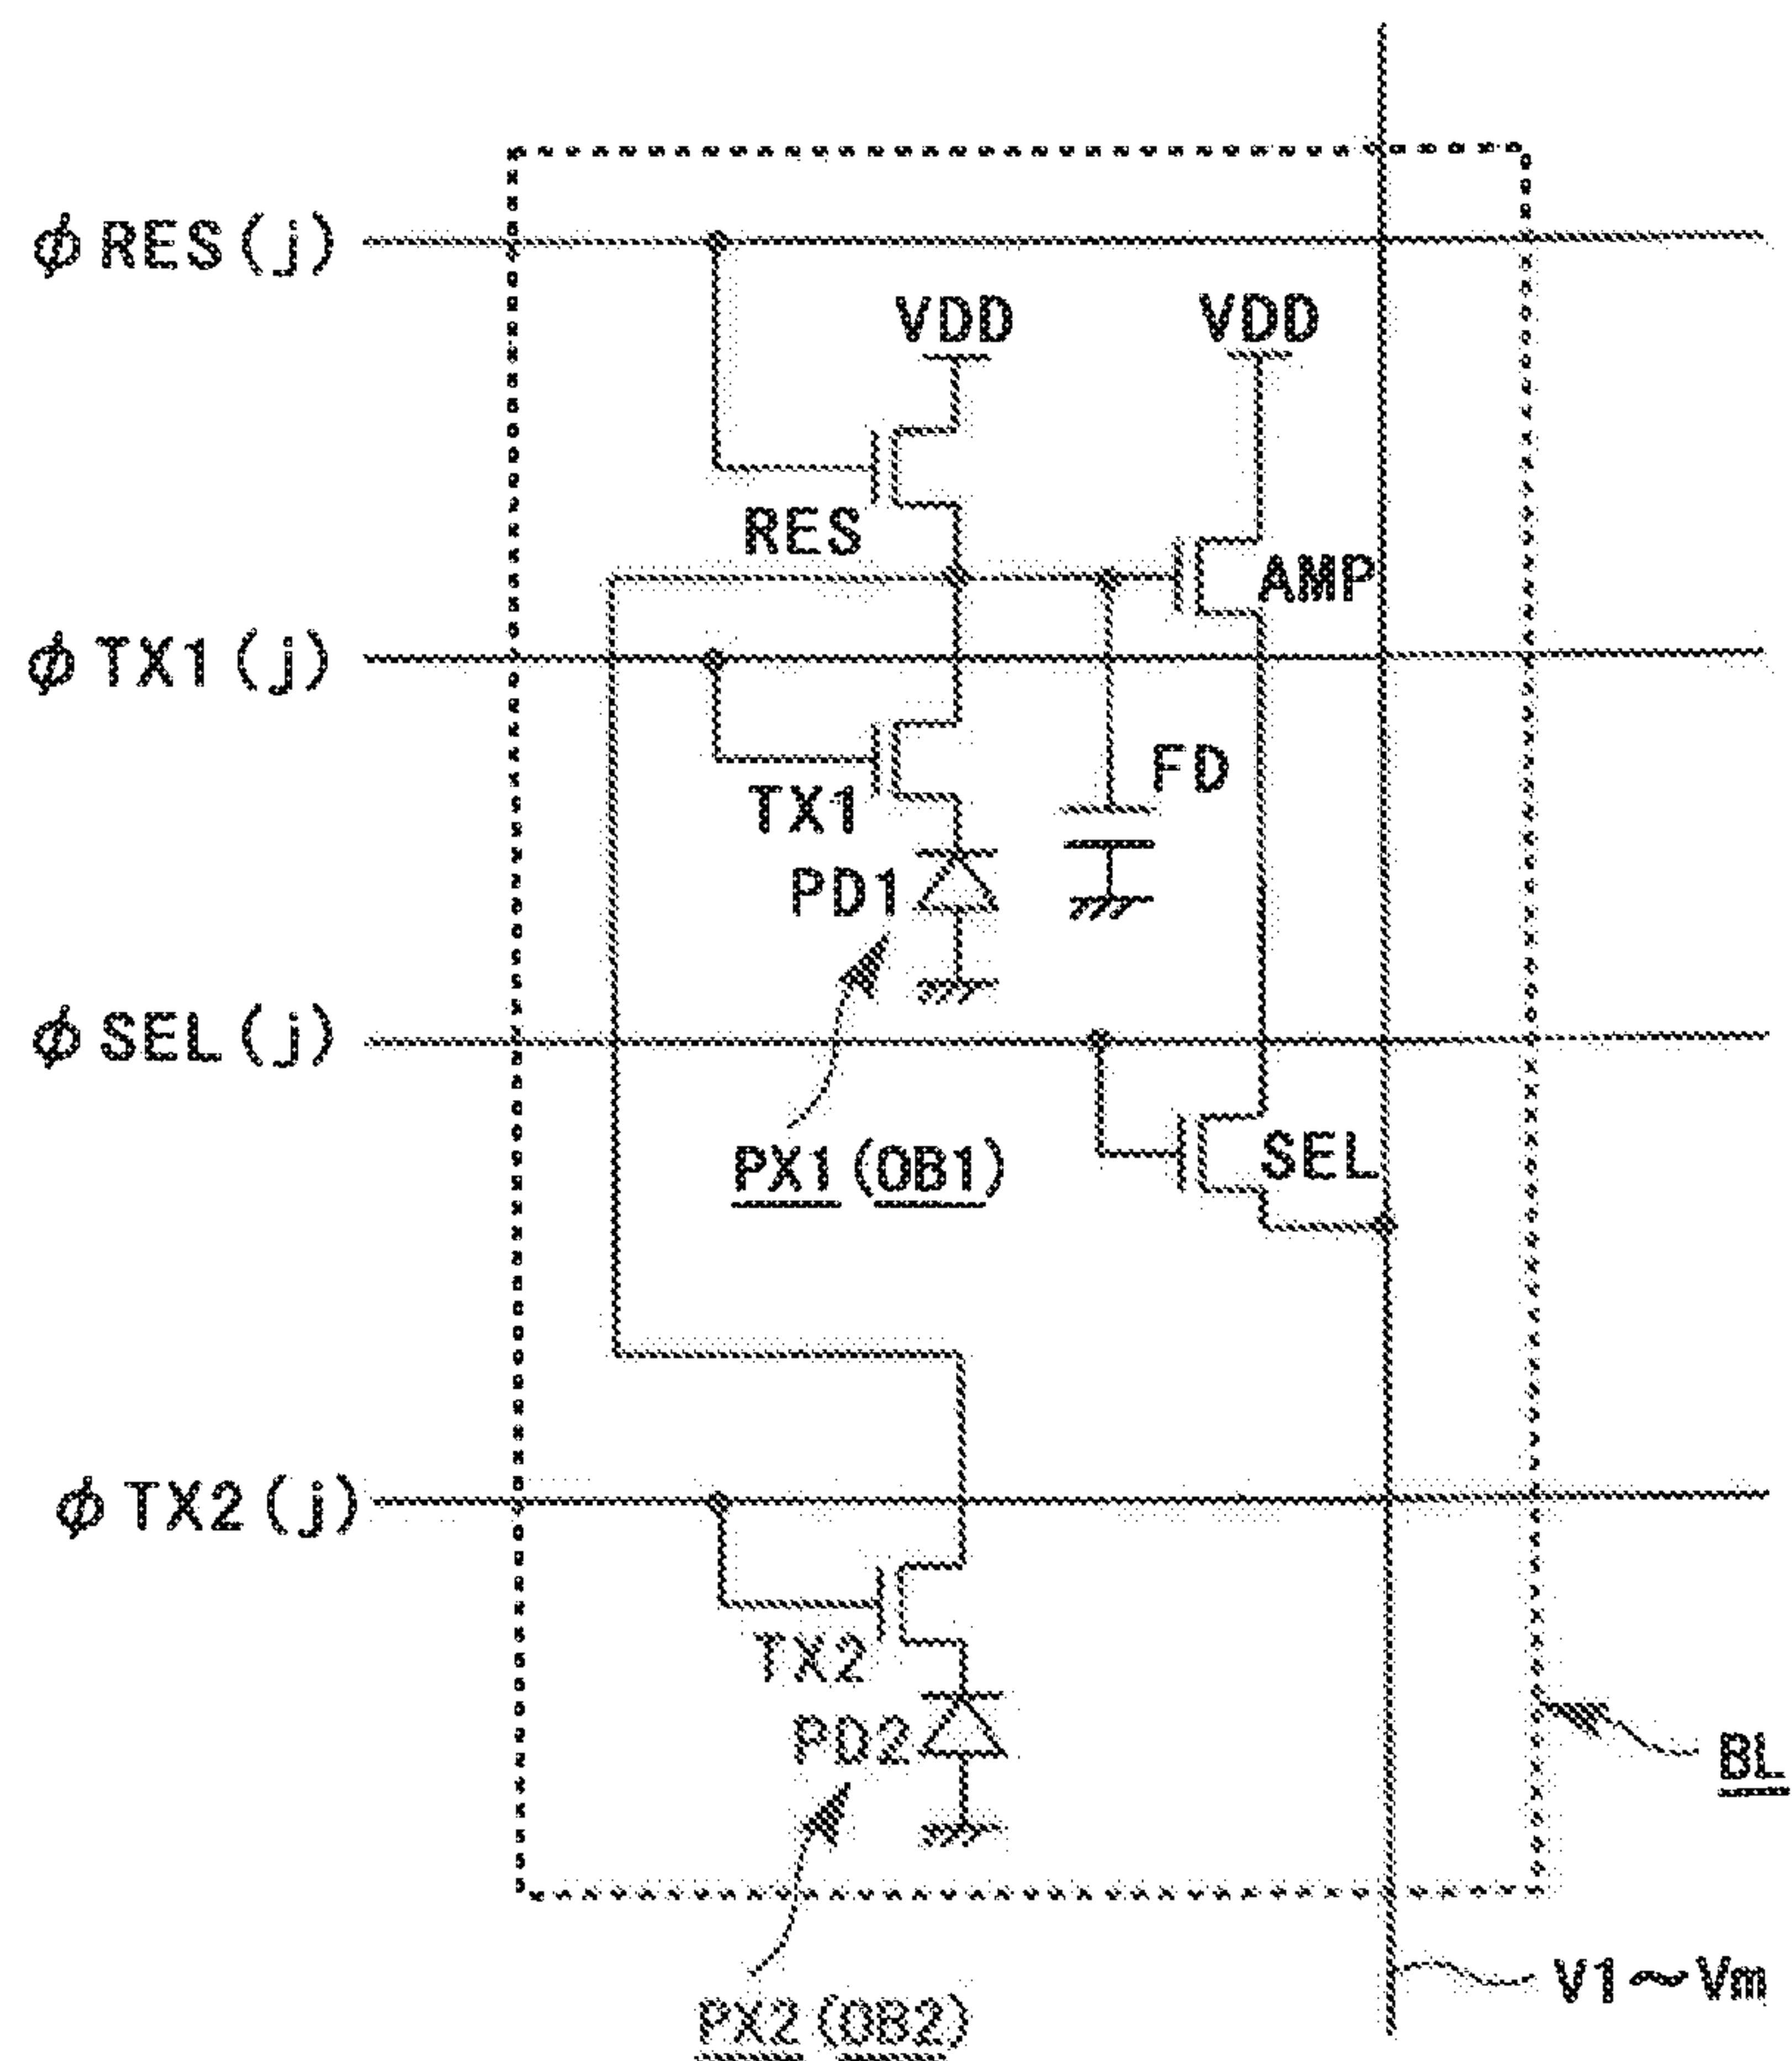 ϕRES(j)
VDD
VDD
RES
AMP
ϕTX1(j)
FD
TX1
PD1
ϕSEL(j)
PX1(OB1)
SEL
ϕTX2(j)
TX2
PD2
BL
V1～Vm
PX2(OB2)